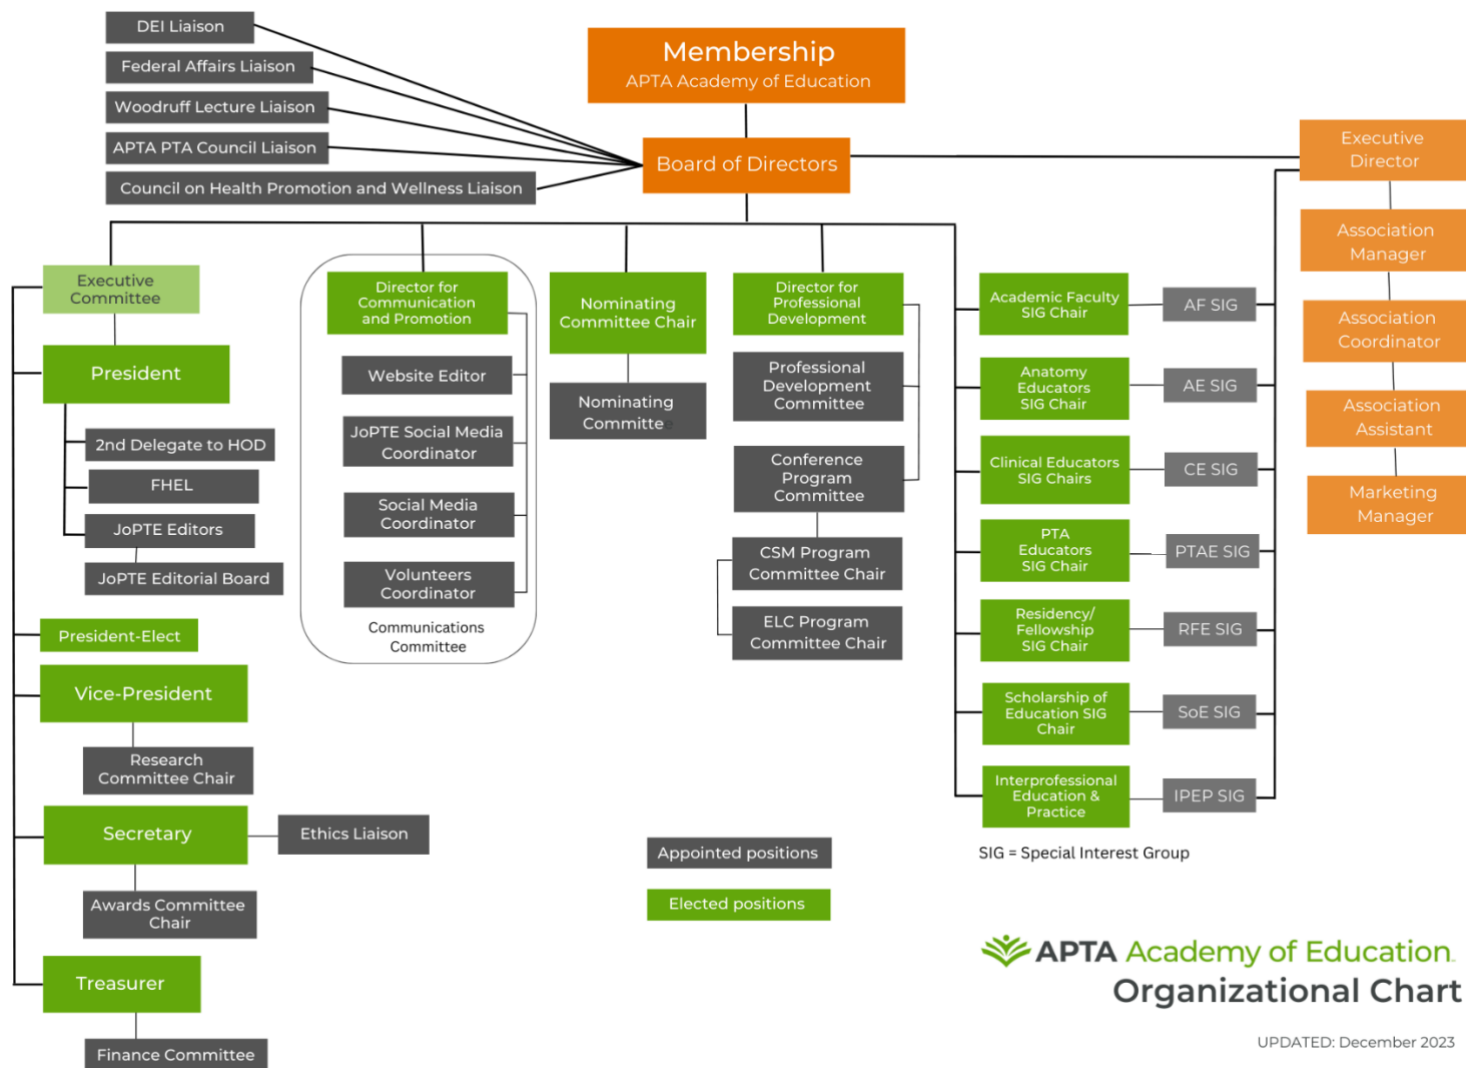 DEI Liaison
Federal Affairs Liaison
Woodruff Lecture Liaison
APTA PTA Council Liaison
Council on Health Promotion and Wellness Liaison
Membership
APTA Academy of Education
Board of Directors
Executive
Director
Association
Manager
Association
Coordinator
Association
Assistant
Marketing
Manager
Executive
Committee
President
2nd Delegate to HOD
FHEL
JoPTE Editors
JoPTE Editorial Board
President-Elect
Vice-President
Research
Committee Chair
Secretary
Ethics Liaison
Awards Committee
Chair
Treasurer
Finance Committee
Director for
Communication
and Promotion
Website Editor
JoPTE Social Media
Coordinator
Social Media
Coordinator
Volunteers
Coordinator
Communications
Committee
Nominating
Committee Chair
Nominating
Committee
Director for
Professional
Development
Professional
Development
Committee
Conference
Program
Committee
CSM Program
Committee Chair
ELC Program
Committee Chair
Academic Faculty
SIG Chair
AF SIG
Anatomy
Educators
SIG Chair
AE SIG
Clinical Educators
SIG Chairs
CE SIG
PTA
Educators
SIG Chair
PTAE SIG
Residency/
Fellowship
SIG Chair
RFE SIG
Scholarship of
Education SIG
Chair
SoE SIG
Interprofessional
Education &
Practice
IPEP SIG
SIG = Special Interest Group
Appointed positions
Elected positions
APTA Academy of Education
Organizational Chart
UPDATED: December 2023